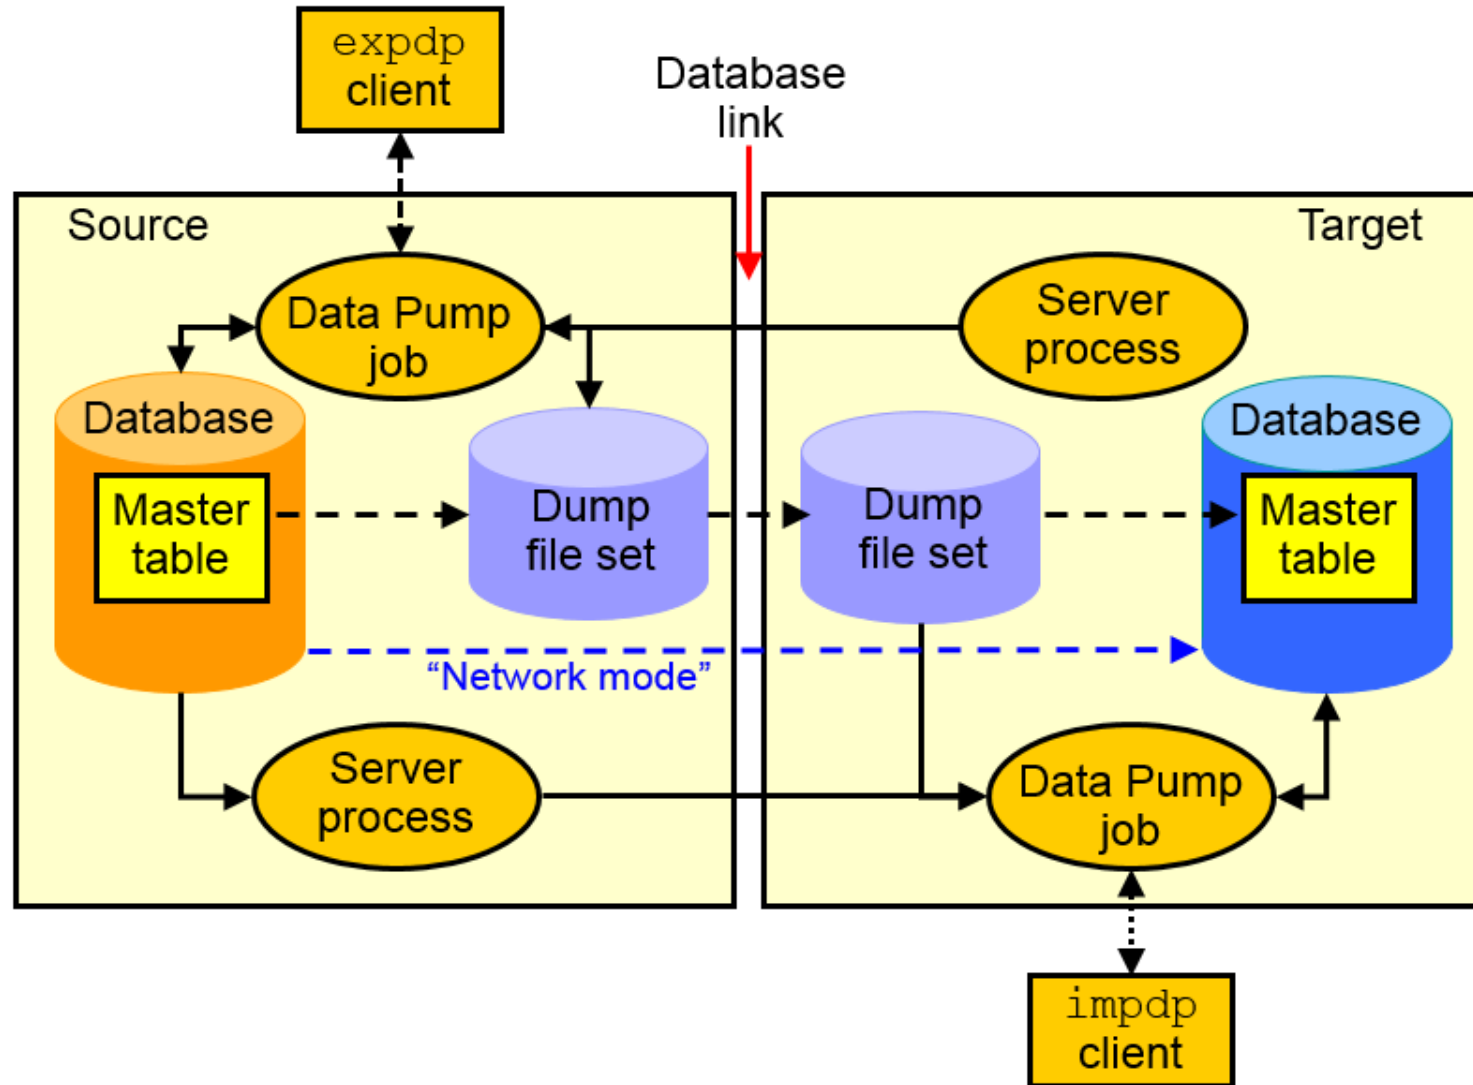 expdp
client
Database
link
Source
Target
Data Pump
job
Server
process
Database
Database
Master
table
Dump
file set
Dump
file set
Master
table
“Network mode”
Server
process
Data Pump
job
impdp
client